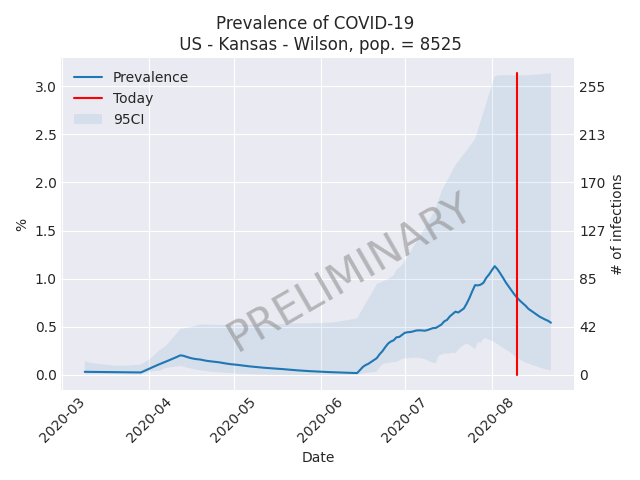 Prevalence of COVID-19
US - Kansas - Wilson, pop. = 8525
Prevalence
Today
95CI
PRELIMINARY
%
3.0
2.5
2.0
1.5
1.0
0.5
0.0
255
213
170
127
85
42
0
# of infections
2020-03
2020-04
2020-05
2020-06
2020-07
2020-08
Date